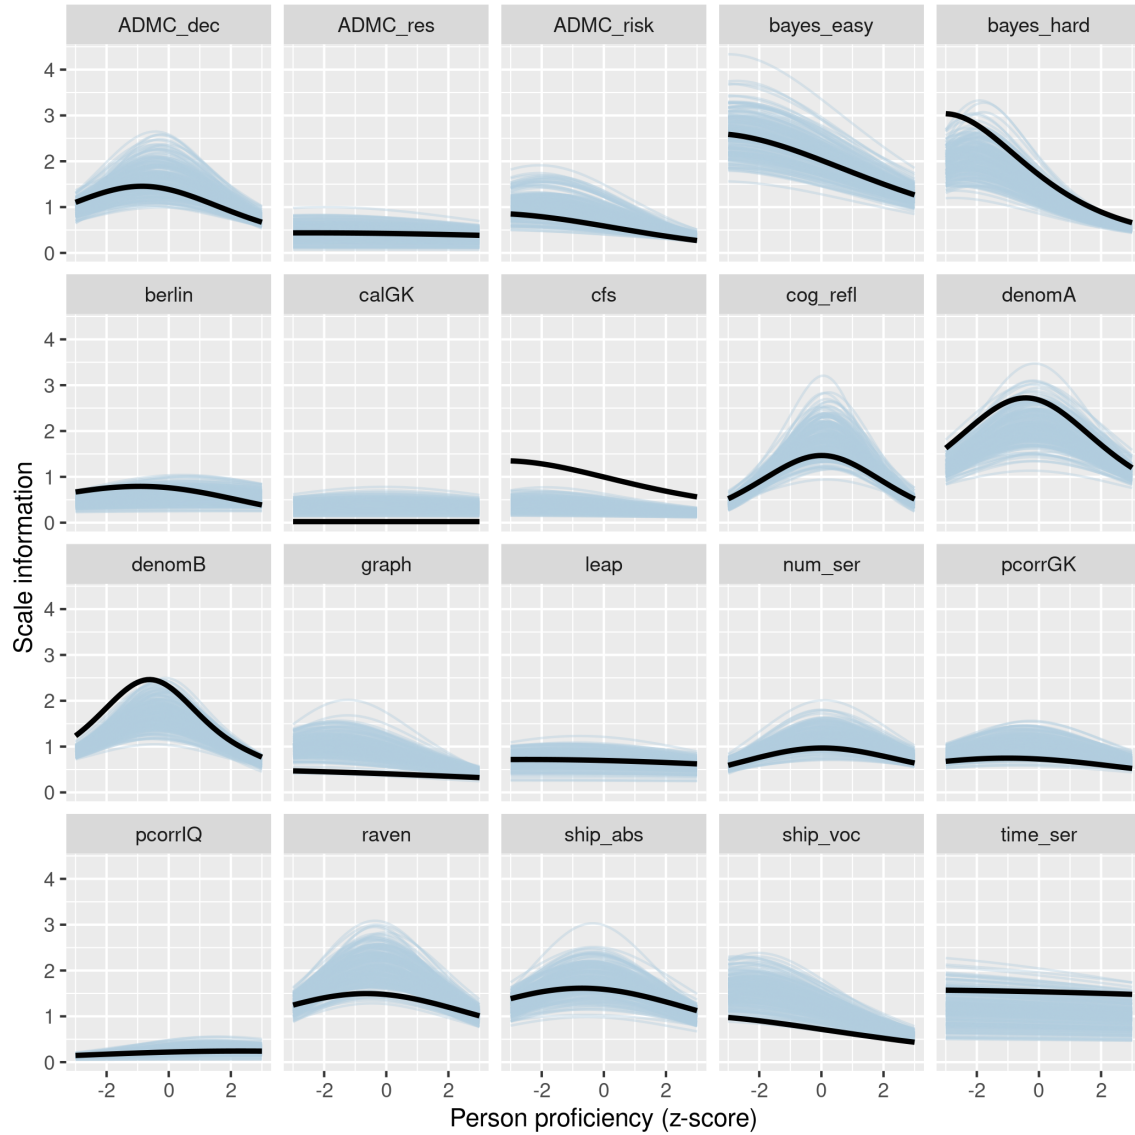 ADMC_dec ADMC_res ADMC_risk bayes_easy bayes_hard
4
3
2
1
0
berlin calGK cfs cog_refl denomA
4
3
2
1
0
denomB graph leap num_ser pcorrGK
4
3
2
1
0
pcorrIQ raven ship_abs ship_voc time_ser
4
3
2
1
0
-2 0 2 -2 0 2 -2 0 2 -2 0 2 -2 0 2
Person proficiency (z-score)
Scale information